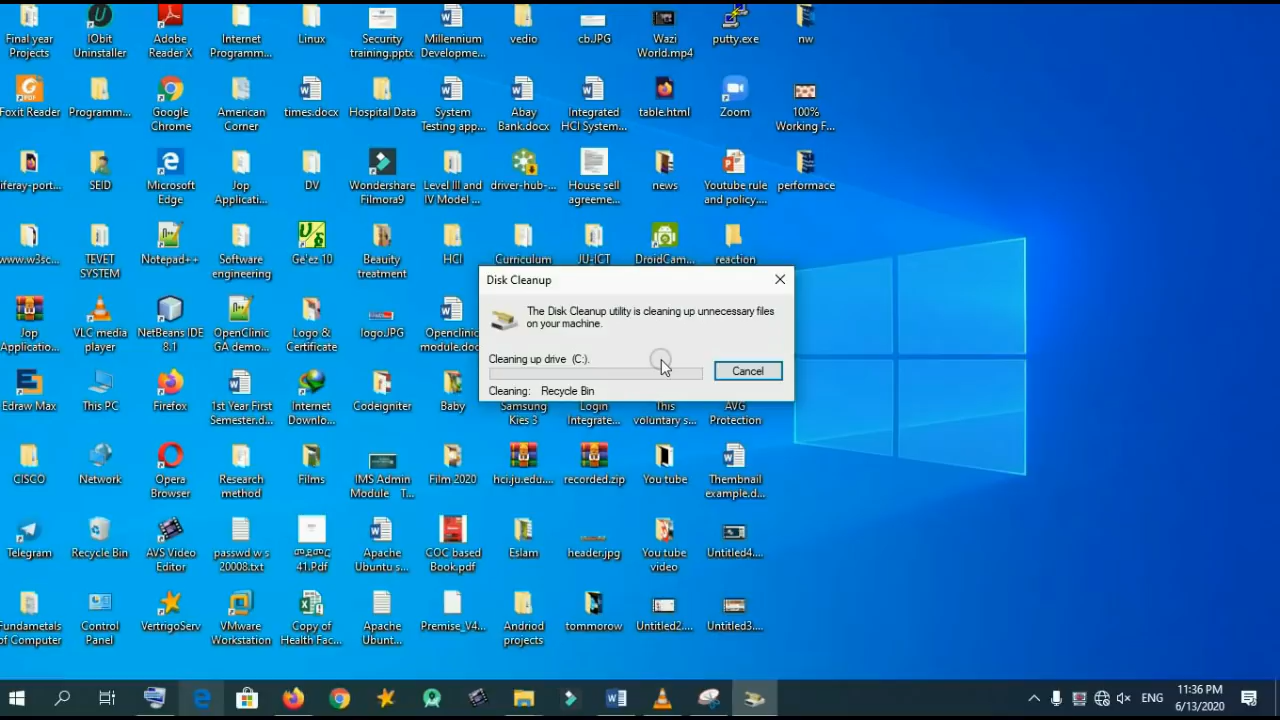 Final year
Projects
IObit
Uninstaller
Adobe
Reader X
Internet
Programm...
Linux
Security
training.pptx
Millennium
Developme...
vedio
cb.JPG
Wazi
World.mp4
putty.exe
nw
Foxit Reader
Programm...
Google
Chrome
American
Corner
times.docx
Hosptal Data
System
Testing app...
Abay
Bank.docx
Integrated
HCI System...
table.html
Zoom
100%
Working F...
iferay-port...
SEID
Microsoft
Edge
Jop
Applicati...
DV
Wondershare
Filmora9
Level III and
IV Model ...
driver-hub-...
House sell
agreeme...
news
Youtube rule
and policy....
performace
www.w3sc...
TEVET
SYSTEM
Notepad++
Software
engineering
Ge'ez 10
Beauity
treatment
HCI
Curriculum
JU-ICT
DroidCam...
reaction
Disk Cleanup
The Disk Cleanup utility is cleaning up unnecessary files
on your machine.
Cleaning up drive (C:).
Cancel
Cleaning: Recycle Bin
Jop
Applicatio...
VLC media
player
NetBeans IDE
8.1
OpenClinic
GA demo...
Logo &
Certificate
logo.JPG
Openclinic
module.doc
Edraw Max
This PC
Firefox
1st Year First
Semester.d...
Internet
Downlo...
Codeigniter
Baby
Samsung
Kies 3
Login
Integrate...
This
voluntary s...
AVG
Protection
CISCO
Network
Opera
Browser
Research
method
Films
IMS Admin
Module T...
Film 2020
hci.ju.edu....
recorded.zip
You tube
Thembnail
example.d...
Telegram
Recycle Bin
AVS Video
Editor
passwd w s
20008.txt
መደመር
41.Pdf
Apache
Ubuntu s...
COC based
Book.pdf
Eslam
header.jpg
You tube
video
Untitled4....
Fundametals
of Computer
Control
Panel
VertrigoServ
VMware
Workstation
Copy of
Health Fac...
Apache
Ubunt...
Premise_V4...
Andriod
projects
tommorow
Untitled2....
Untitled3....
ENG
11:36 PM
6/13/2020